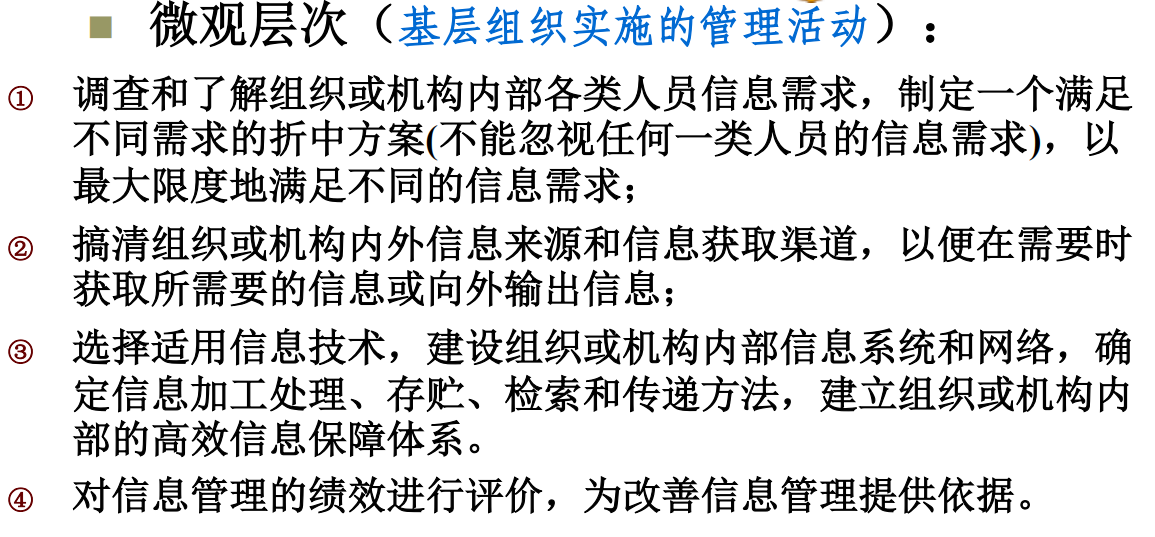 微观层次（基层组织实施的管理活动）：
① 调查和了解组织或机构内部各类人员信息需求，制定一个满足
不同需求的折中方案(不能忽视任何一类人员的信息需求)，以
最大限度地满足不同的信息需求；
② 搞清组织或机构内外信息来源和信息获取渠道，以便在需要时
获取所需要的信息或向外输出信息；
③ 选择适用信息技术，建设组织或机构内部信息系统和网络，确
定信息加工处理、存贮、检索和传递方法，建立组织或机构内
部的高效信息保障体系。
④ 对信息管理的绩效进行评价，为改善信息管理提供依据。